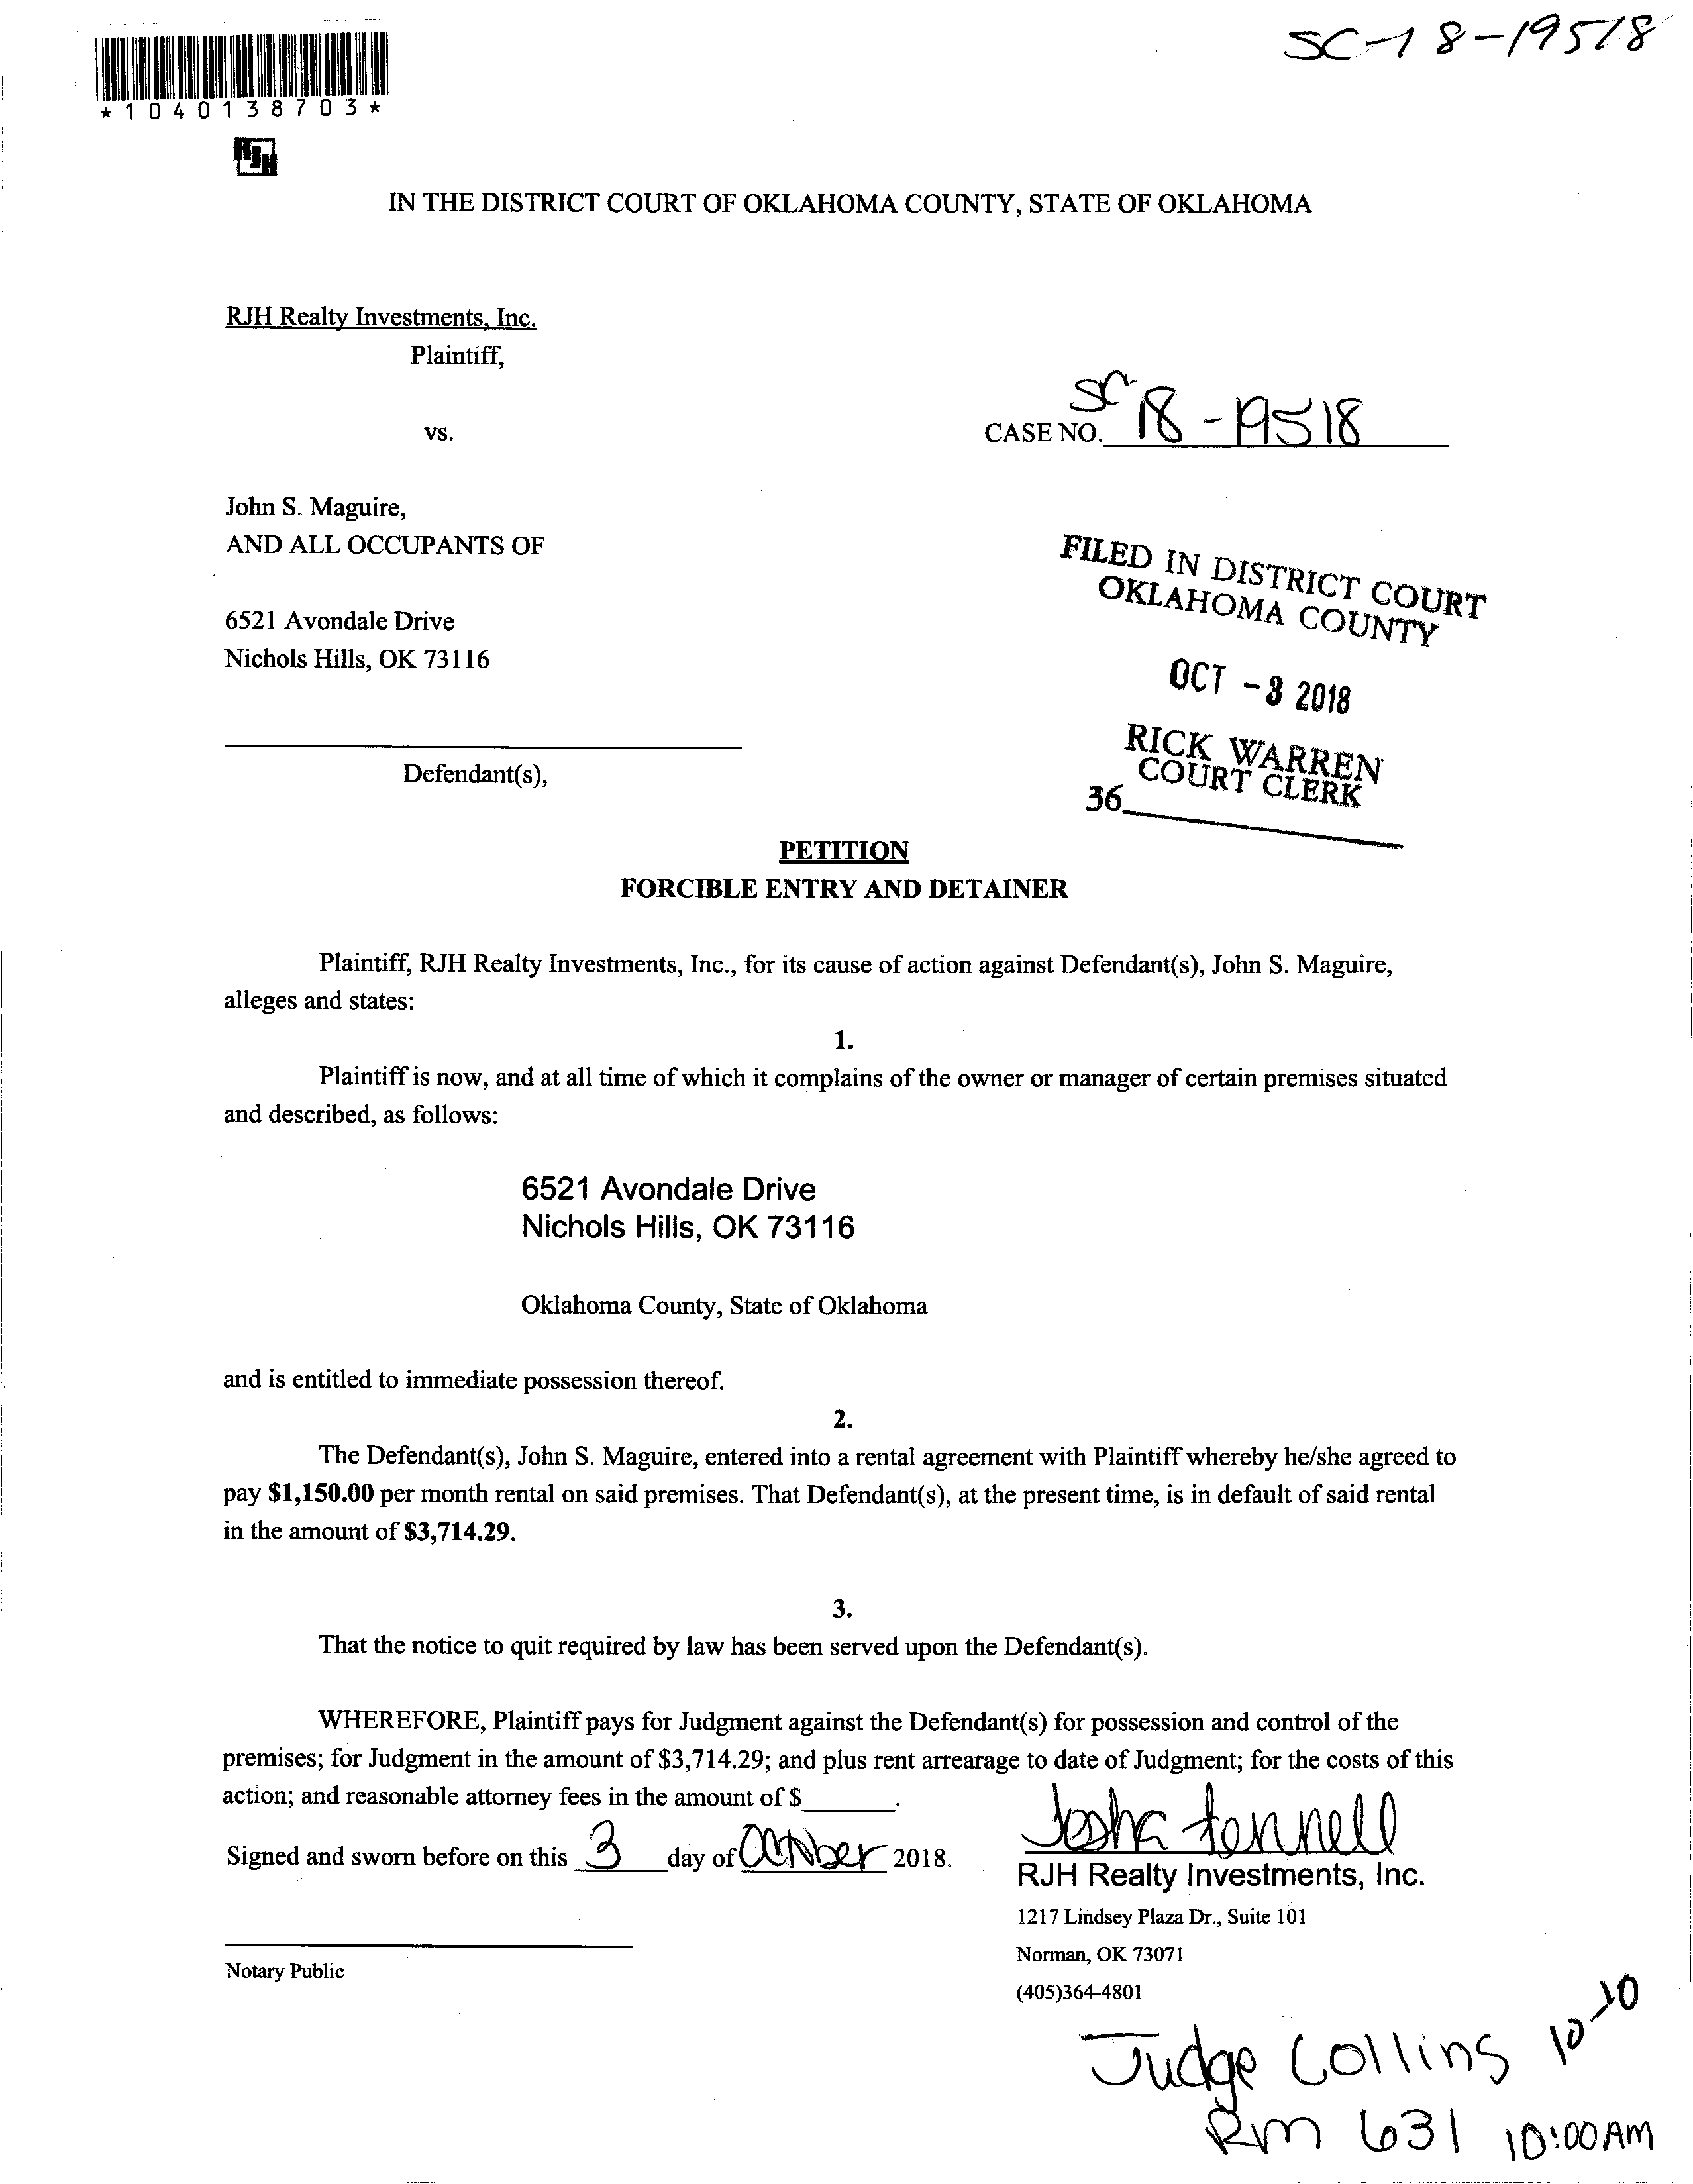 SC-18-19518
*1040138703*
RJH
IN THE DISTRICT COURT OF OKLAHOMA COUNTY, STATE OF OKLAHOMA
RJH Realty Investments, Inc.
Plaintiff,
vs.
CASE NO. SC-18-19518
John S. Maguire,
AND ALL OCCUPANTS OF
6521 Avondale Drive
Nichols Hills, OK 73116
Defendant(s),
FILED IN DISTRICT COURT
OKLAHOMA COUNTY
OCT -3 2018
RICK WARREN
COURT CLERK
36
PETITION
FORCIBLE ENTRY AND DETAINER
Plaintiff, RJH Realty Investments, Inc., for its cause of action against Defendant(s), John S. Maguire,
alleges and states:
1.
Plaintiff is now, and at all time of which it complains of the owner or manager of certain premises situated
and described, as follows:
6521 Avondale Drive
Nichols Hills, OK 73116
Oklahoma County, State of Oklahoma
and is entitled to immediate possession thereof.
2.
The Defendant(s), John S. Maguire, entered into a rental agreement with Plaintiff whereby he/she agreed to
pay $1,150.00 per month rental on said premises. That Defendant(s), at the present time, is in default of said rental
in the amount of $3,714.29.
3.
That the notice to quit required by law has been served upon the Defendant(s).
WHEREFORE, Plaintiff pays for Judgment against the Defendant(s) for possession and control of the
premises; for Judgment in the amount of $3,714.29; and plus rent arrearage to date of Judgment; for the costs of this
action; and reasonable attorney fees in the amount of $______.
Signed and sworn before on this 3 day of October 2018.
RJH Realty Investments, Inc.
1217 Lindsey Plaza Dr., Suite 101
Norman, OK 73071
(405)364-4801
Notary Public
Judge Collins 10-10
Rm 631 10:00AM